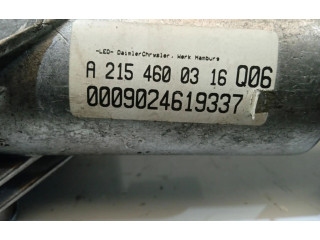 -LED- DaimlerChrysler, Werk Hamburg
A 215 460 03 16 Q06
0009024619337